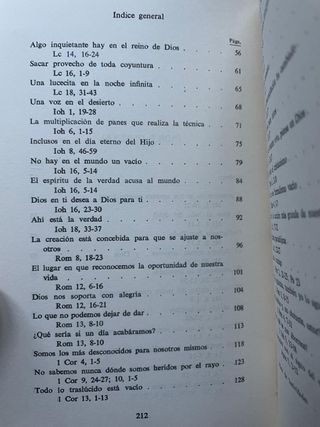 Indice general
Págs.
Algo inquietante hay en el reino de Dios . . . . 56
Lc 14, 16-24
Sacar provecho de toda coyuntura . . . . . 61
Lc 16, 1-9
Una lucecita en la noche infinita . . . . . 65
Lc 18, 31-43
Una voz en el desierto . . . . . . . 68
Ioh 1, 19-28
La multiplicación de panes que realiza la técnica . . 71
Ioh 6, 1-15
Inclusos en el día eterno del Hijo . . . . . 75
Ioh 8, 46-59
No hay en el mundo un vacío . . . . . . 79
Ioh 16, 5-14
El espíritu de la verdad acusa al mundo . . . . 84
Ioh 16, 5-14
Dios en ti desea a Dios para ti . . . . . 88
Ioh 16, 23-30
Ahí está la verdad . . . . . . . . 92
Ioh 18, 33-37
La creación está concebida para que se ajuste a nos-
otros . . . . . . . . . . . 96
Rom 8, 18-23
El lugar en que reconocemos la oportunidad de nuestra
vida . . . . . . . . . . . 101
Rom 12, 6-16
Dios nos soporta con alegría . . . . . . 104
Rom 12, 16-21
Lo que no podemos dejar de dar . . . . . 108
Rom 13, 8-10
¿Qué sería si un día acabáramos? . . . . . 113
Rom 13, 8-10
Somos los más desconocidos para nosotros mismos . 118
1 Cor 4, 1-5
No sabemos nunca dónde somos heridos por el rayo . 123
1 Cor 9, 24-27; 10, 1-5
Todo lo traslúcido está vacío . . . . . . 128
1 Cor 13, 1-13
212